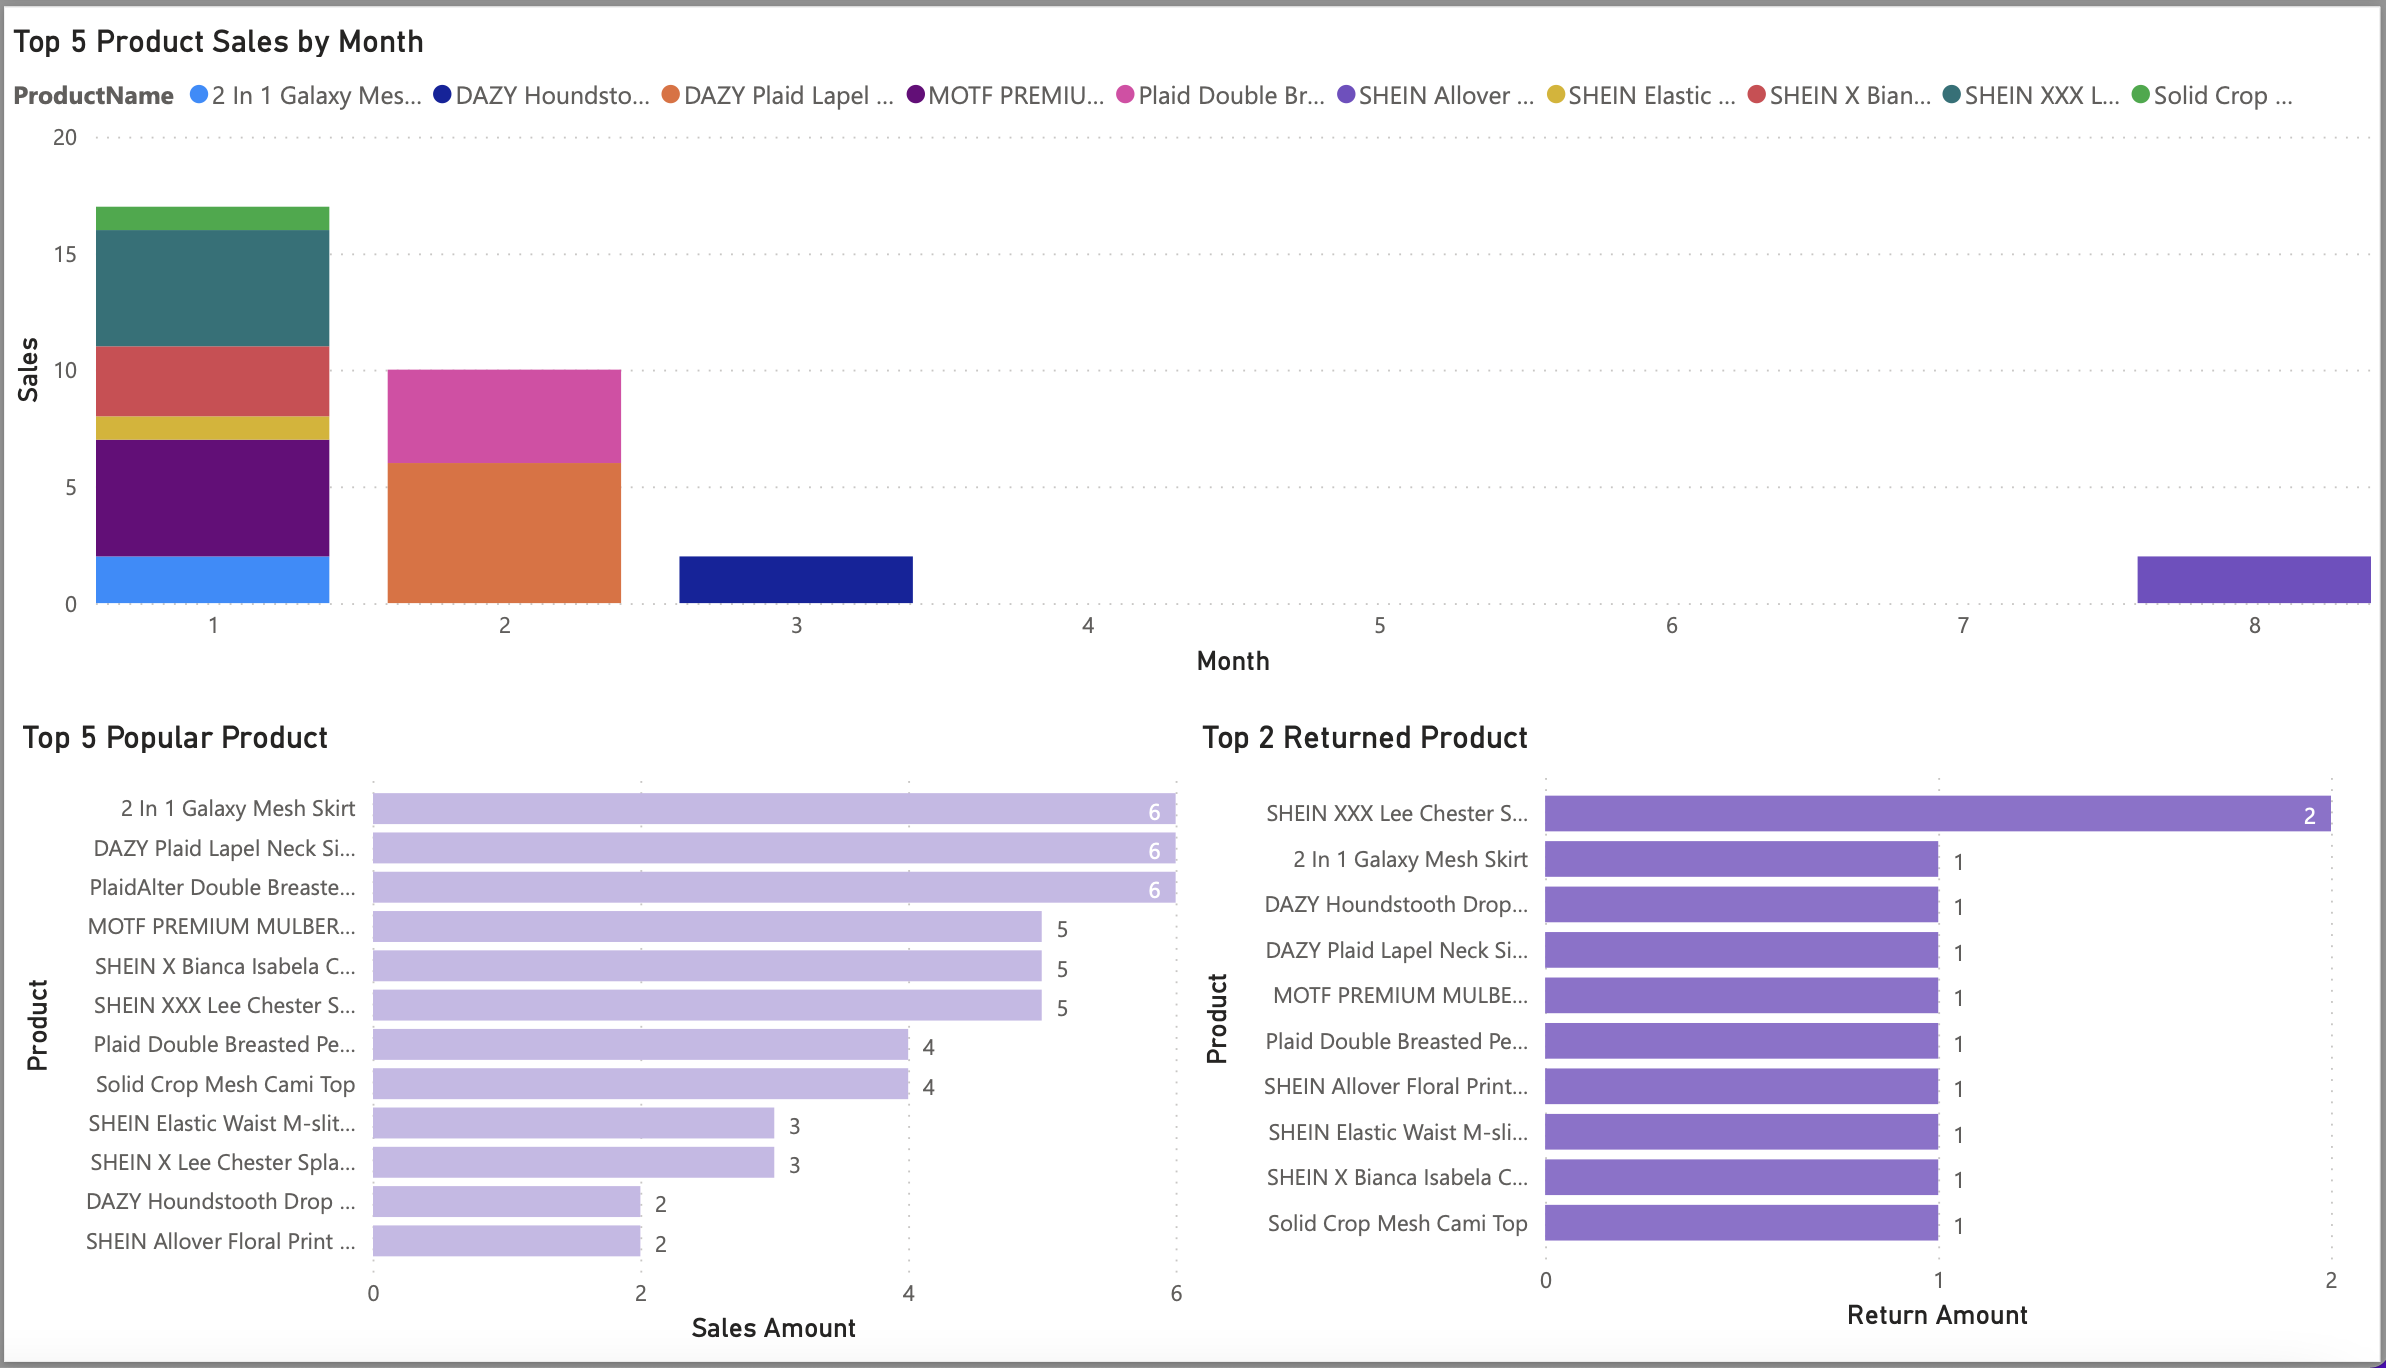 Top 5 Product Sales by Month
ProductName 2 In 1 Galaxy Mes... DAZY Houndsto... DAZY Plaid Lapel ... MOTF PREMIU... Plaid Double Br... SHEIN Allover ... SHEIN Elastic ... SHEIN X Bian... SHEIN XXX L... Solid Crop ...
20
15
10
5
0
Sales
1 2 3 4 5 6 7 8
Month
Top 5 Popular Product
Product
2 In 1 Galaxy Mesh Skirt 6
DAZY Plaid Lapel Neck Si... 6
PlaidAlter Double Breaste... 6
MOTF PREMIUM MULBER... 5
SHEIN X Bianca Isabela C... 5
SHEIN XXX Lee Chester S... 5
Plaid Double Breasted Pe... 4
Solid Crop Mesh Cami Top 4
SHEIN Elastic Waist M-slit... 3
SHEIN X Lee Chester Spla... 3
DAZY Houndstooth Drop ... 2
SHEIN Allover Floral Print ... 2
0 2 4 6
Sales Amount
Top 2 Returned Product
Product
SHEIN XXX Lee Chester S... 2
2 In 1 Galaxy Mesh Skirt 1
DAZY Houndstooth Drop... 1
DAZY Plaid Lapel Neck Si... 1
MOTF PREMIUM MULBE... 1
Plaid Double Breasted Pe... 1
SHEIN Allover Floral Print... 1
SHEIN Elastic Waist M-sli... 1
SHEIN X Bianca Isabela C... 1
Solid Crop Mesh Cami Top 1
0 1 2
Return Amount